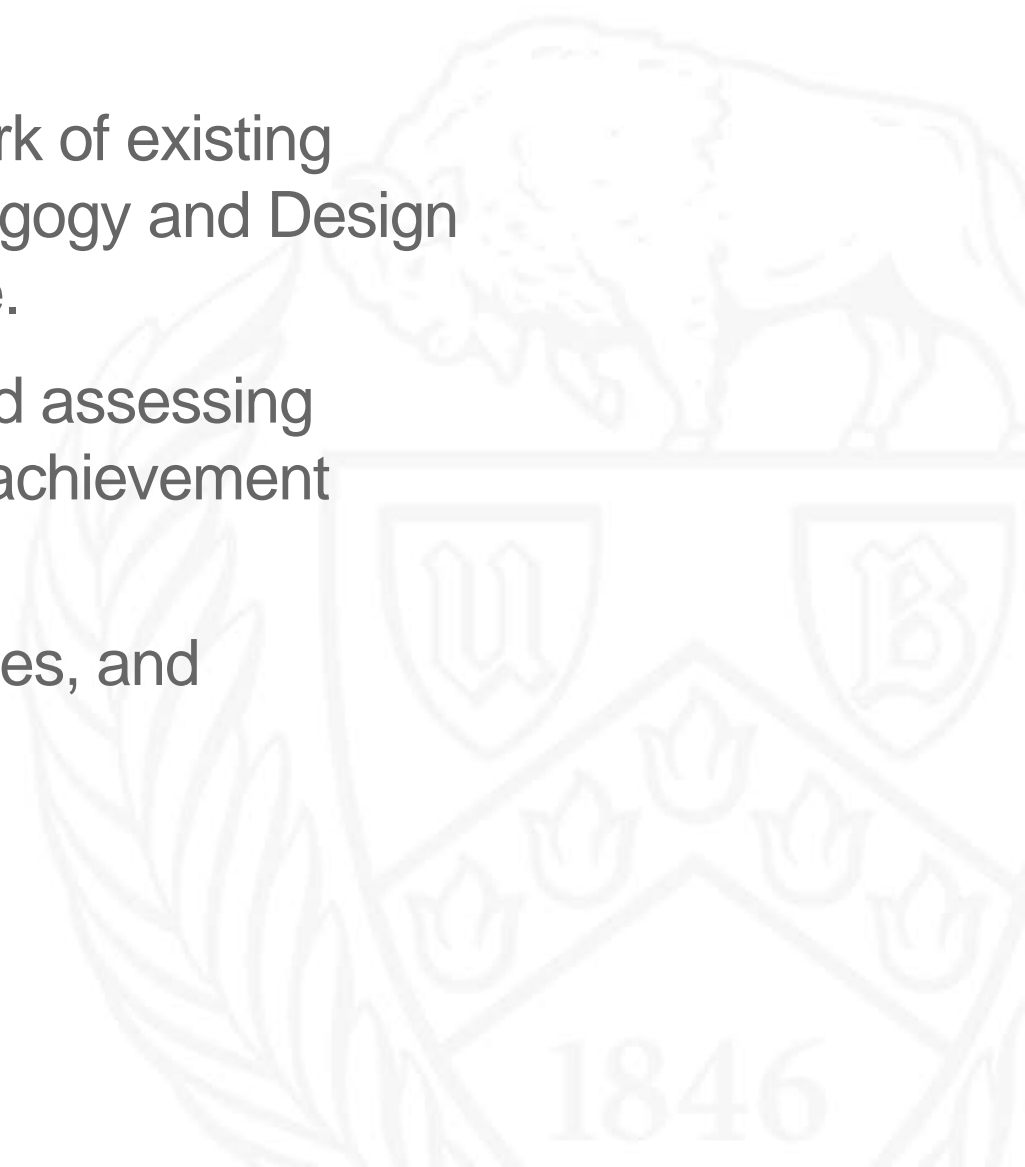 rk of existing
gogy and Design
e.
d assessing
achievement
es, and
U B
1846